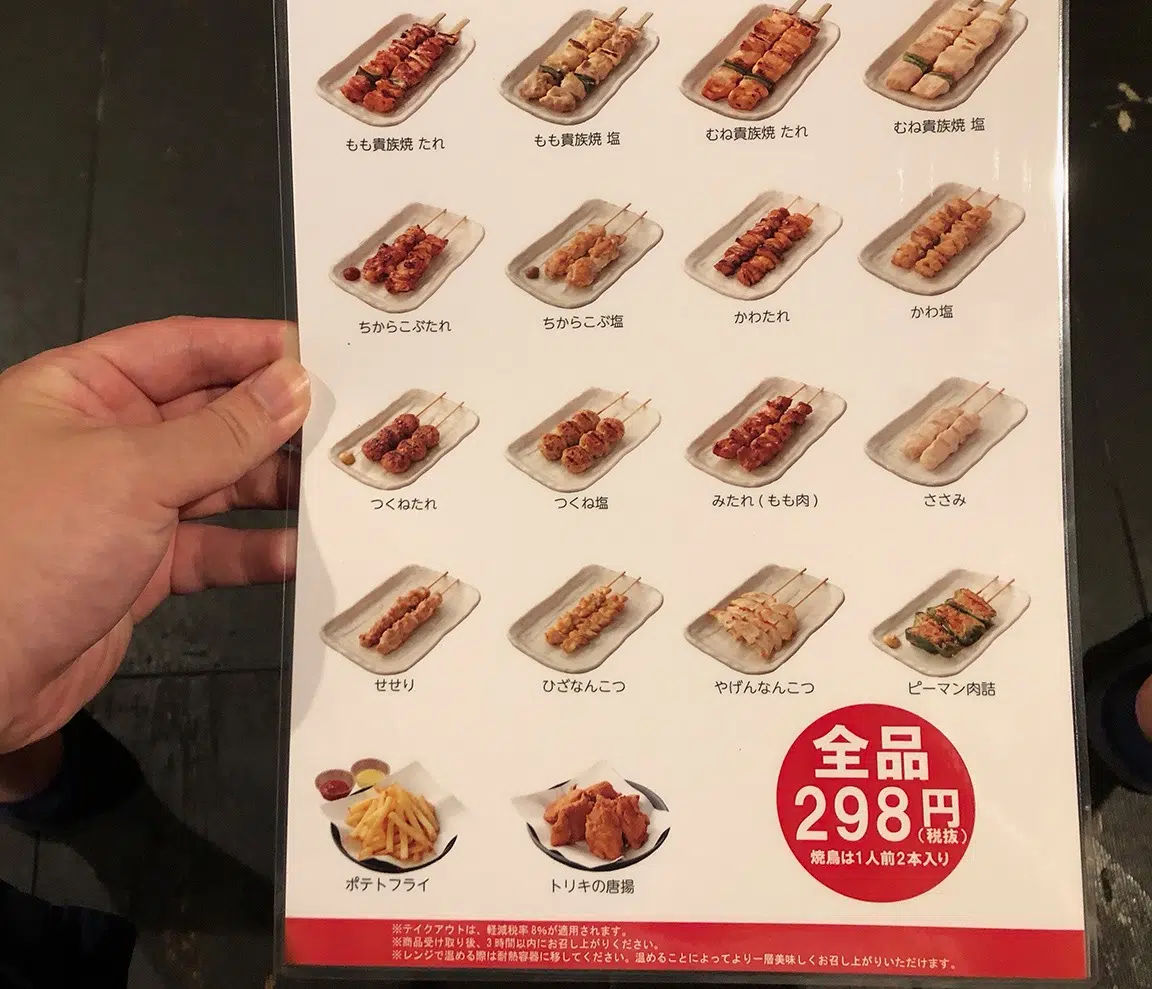 もも貴族焼 たれ
もも貴族焼 塩
むね貴族焼 たれ
むね貴族焼 塩
ちからこぶたれ
ちからこぶ塩
かわたれ
かわ塩
つくねたれ
つくね塩
みたれ(もも肉)
ささみ
せせり
ひざなんこつ
やげんなんこつ
ピーマン肉詰
ポテトフライ
トリキの唐揚
全品
298円
(税抜)
焼鳥は1人前2本入り
※テイクアウトは、軽減税率8%が適用されます。
※商品受け取り後、3時間以内にお召し上がりください。
※レンジで温める際は耐熱容器に移してください。温めることによってより一層美味しくお召し上がりいただけます。